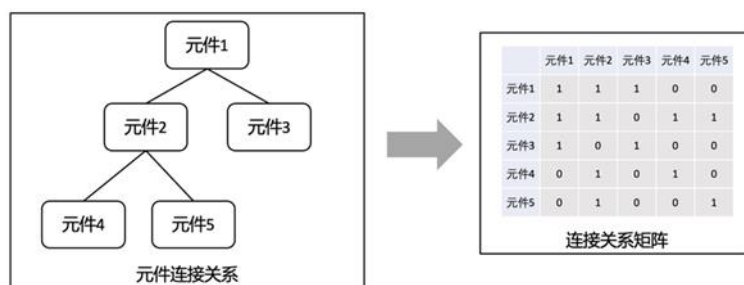 元件1
元件2
元件3
元件4
元件5
元件连接关系
元件1 元件2 元件3 元件4 元件5
元件1 1 1 1 0 0
元件2 1 1 0 1 1
元件3 1 0 1 0 0
元件4 0 1 0 1 0
元件5 0 1 0 0 1
连接关系矩阵